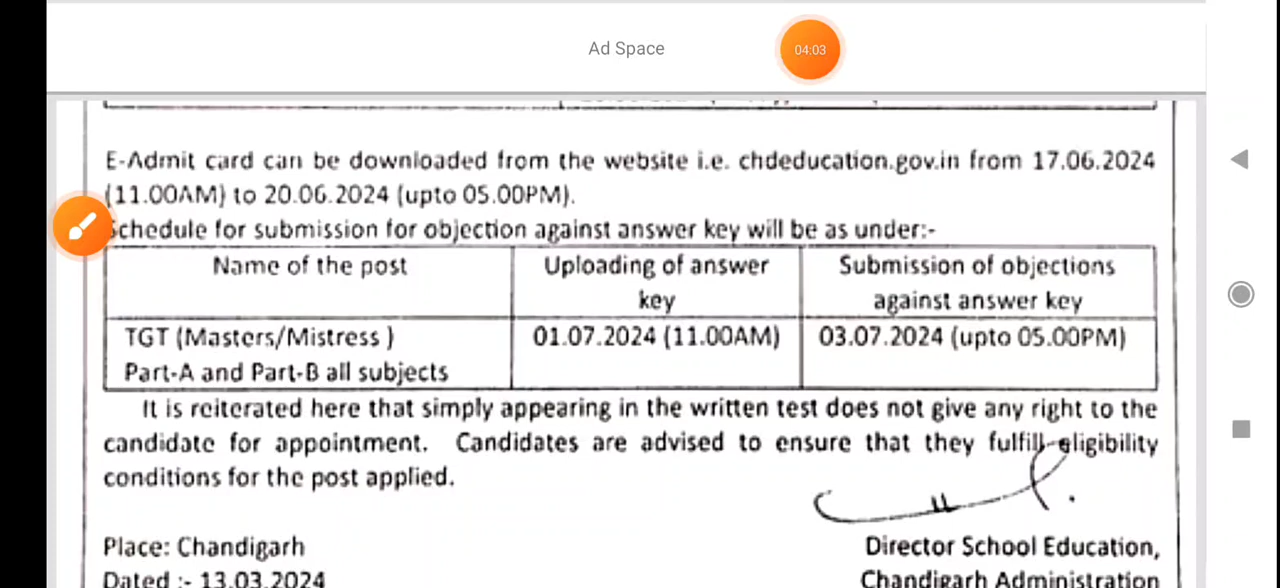 Ad Space
04:03
E-Admit card can be downloaded from the website i.e. chdeducation.gov.in from 17.06.2024
(11.00AM) to 20.06.2024 (upto 05.00PM).
Schedule for submission for objection against answer key will be as under:-
Name of the post
Uploading of answer
key
Submission of objections
against answer key
TGT (Masters/Mistress )
Part-A and Part-B all subjects
01.07.2024 (11.00AM)
03.07.2024 (upto 05.00PM)
It is reiterated here that simply appearing in the written test does not give any right to the
candidate for appointment. Candidates are advised to ensure that they fulfill eligibility
conditions for the post applied.
Place: Chandigarh
Dated :- 13.03.2024
Director School Education,
Chandigarh Administration